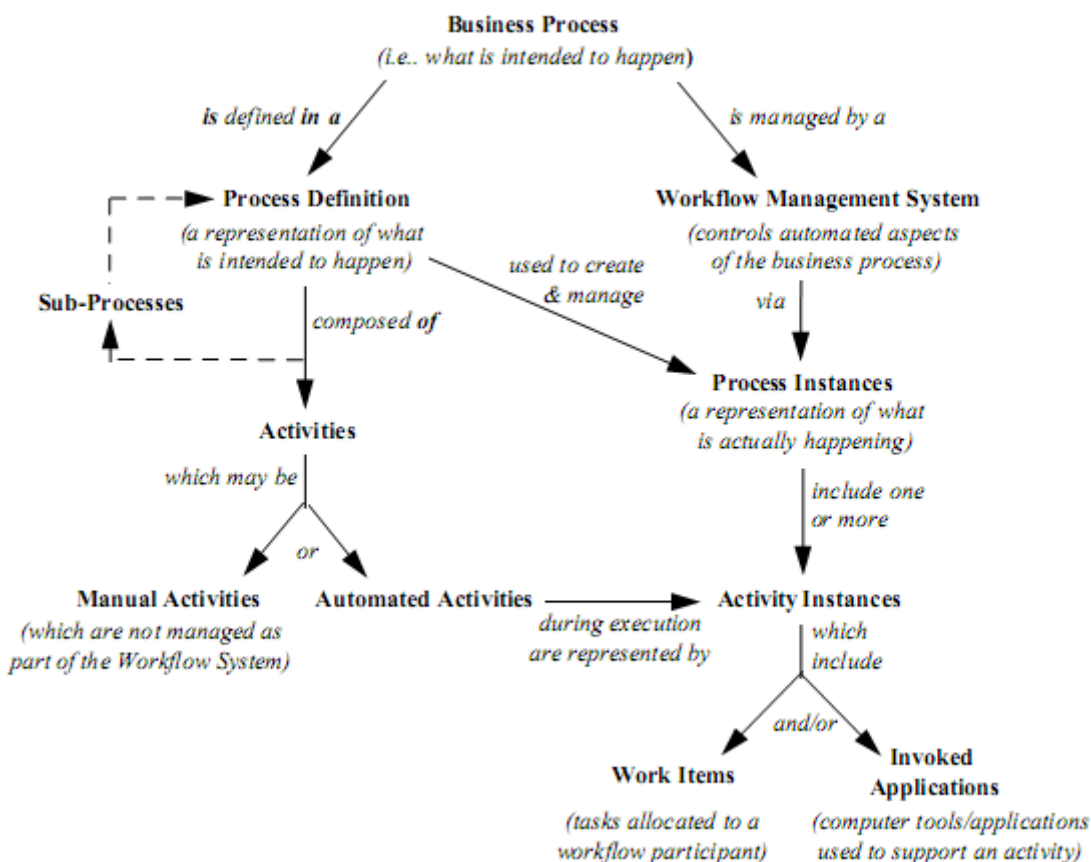 Business Process
(i.e.. what is intended to happen)
is defined in a
is managed by a
Process Definition
(a representation of what
is intended to happen)
Workflow Management System
(controls automated aspects
of the business process)
used to create
& manage
Sub-Processes
composed of
via
Process Instances
(a representation of what
is actually happening)
Activities
which may be
include one
or more
or
Manual Activities
(which are not managed as
part of the Workflow System)
Automated Activities
during execution
are represented by
Activity Instances
which
include
and/or
Work Items
(tasks allocated to a
workflow participant)
Invoked
Applications
(computer tools/applications
used to support an activity)